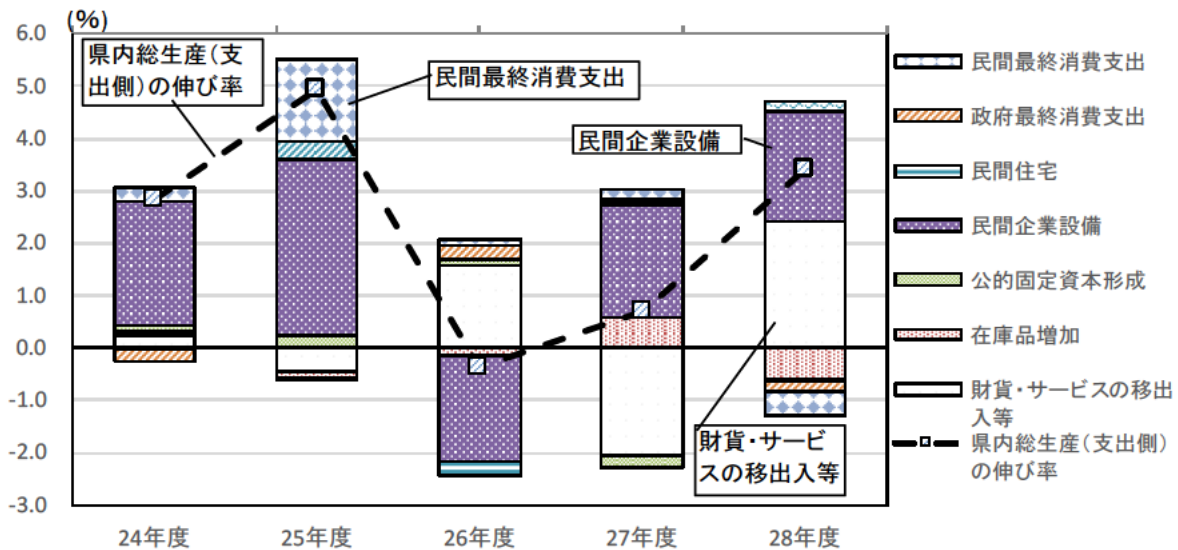 (%)
6.0
5.0
4.0
3.0
2.0
1.0
0.0
-1.0
-2.0
-3.0
県内総生産(支
出側)の伸び率
民間最終消費支出
民間企業設備
財貨・サービ
スの移出入等
24年度
25年度
26年度
27年度
28年度
民間最終消費支出
政府最終消費支出
民間住宅
民間企業設備
公的固定資本形成
在庫品増加
財貨・サービスの移出
入等
県内総生産(支出側)
の伸び率